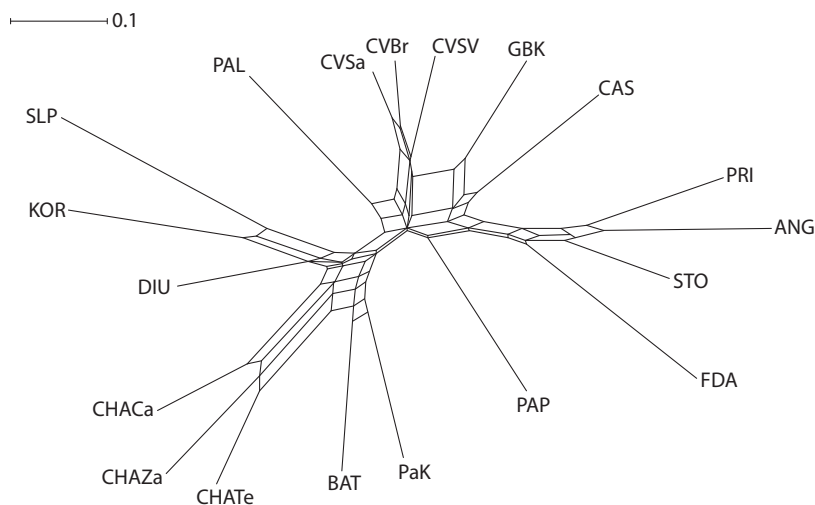 0.1
CVBr
CVSV
GBK
CVSa
PAL
CAS
SLP
PRI
KOR
ANG
DIU
STO
FDA
PAP
CHACa
PaK
CHAZa
BAT
CHATe